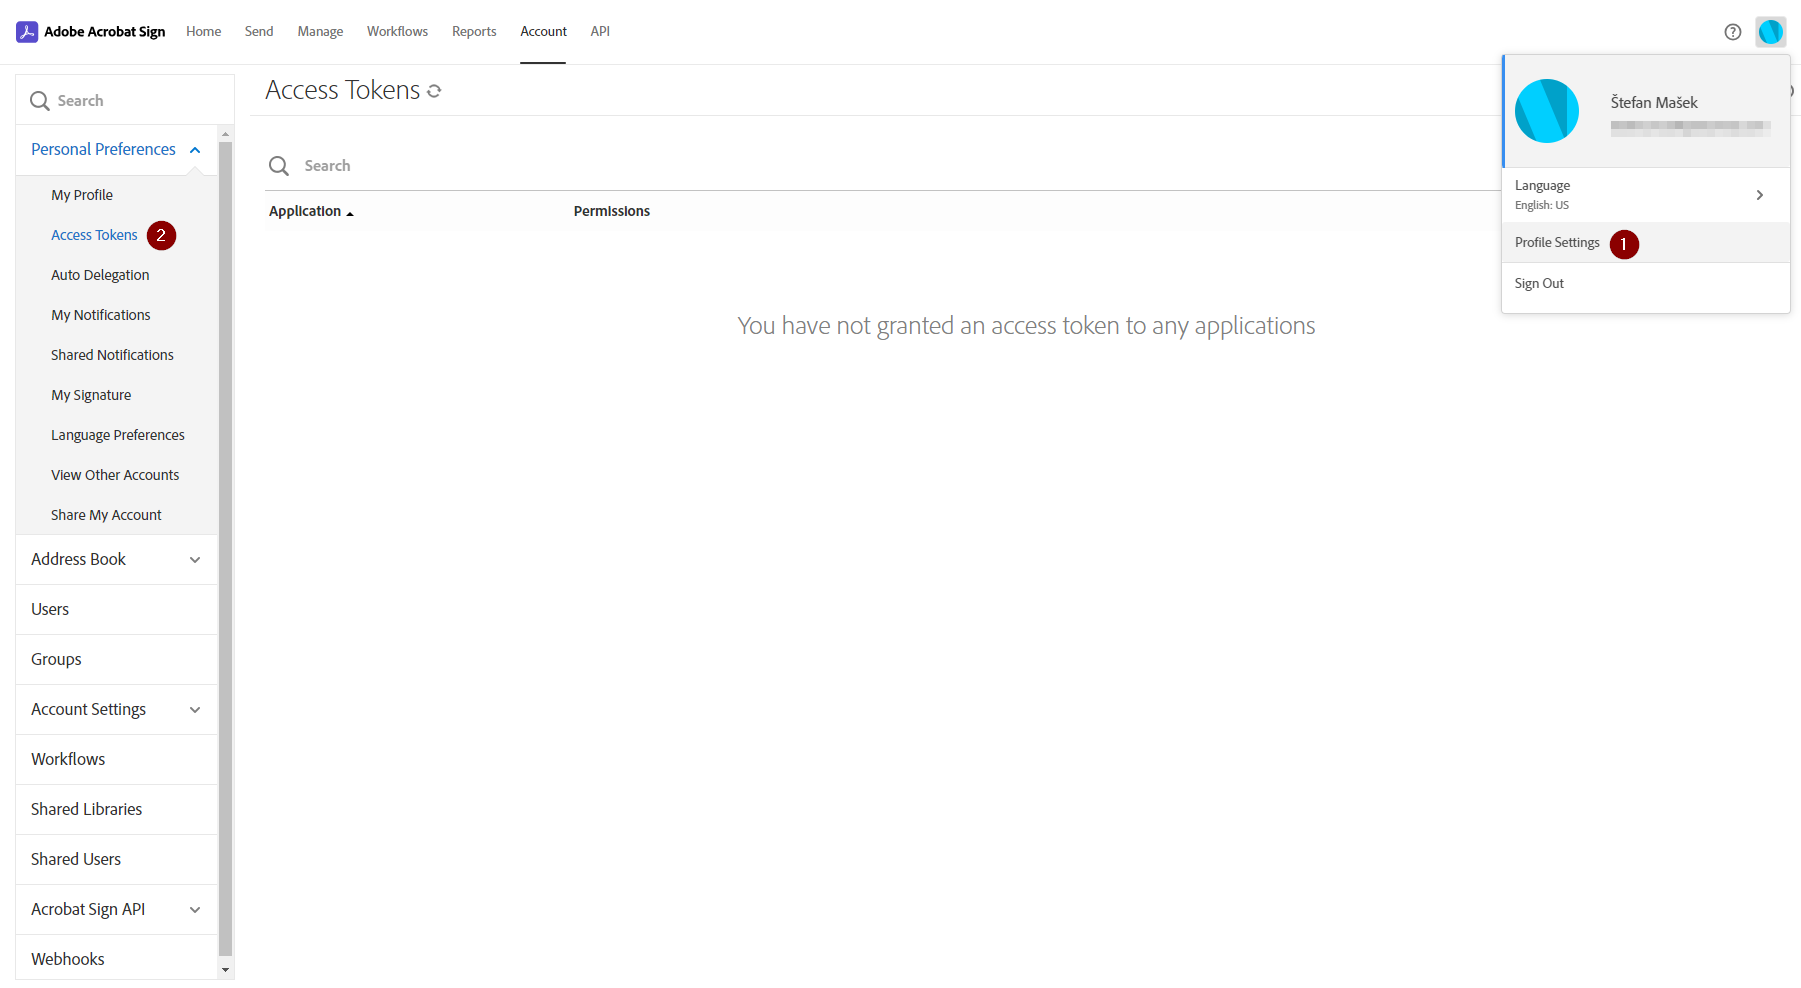 Adobe Acrobat Sign
Home
Send
Manage
Workflows
Reports
Account
API
Search
Personal Preferences
My Profile
Access Tokens
2
Auto Delegation
My Notifications
Shared Notifications
My Signature
Language Preferences
View Other Accounts
Share My Account
Address Book
Users
Groups
Account Settings
Workflows
Shared Libraries
Shared Users
Acrobat Sign API
Webhooks
Access Tokens
Search
Application
Permissions
You have not granted an access token to any applications
Štefan Mašek
Language
English: US
Profile Settings
1
Sign Out